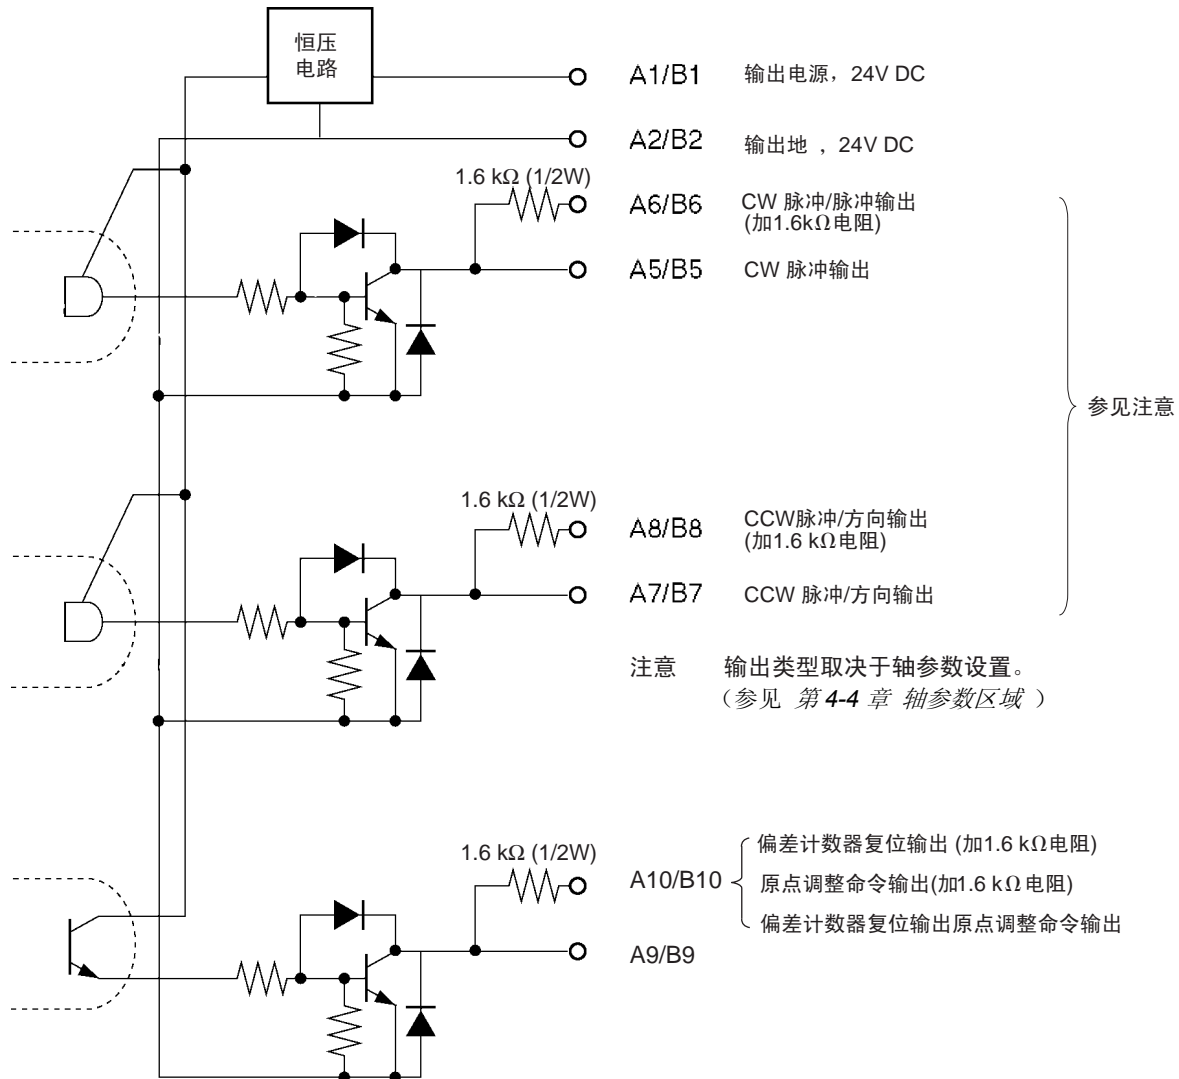 恒压
电路
A1/B1 输出电源，24V DC
A2/B2 输出地 ，24V DC
1.6 kΩ (1/2W)
A6/B6 CW 脉冲/脉冲输出
(加1.6kΩ电阻)
A5/B5 CW 脉冲输出
参见注意
1.6 kΩ (1/2W)
A8/B8 CCW脉冲/方向输出
(加1.6 kΩ电阻)
A7/B7 CCW 脉冲/方向输出
注意 输出类型取决于轴参数设置。
（参见 第 4-4 章 轴参数区域 ）
1.6 kΩ (1/2W)
偏差计数器复位输出 (加1.6 kΩ电阻)
A10/B10 原点调整命令输出(加1.6 kΩ 电阻)
偏差计数器复位输出原点调整命令输出
A9/B9